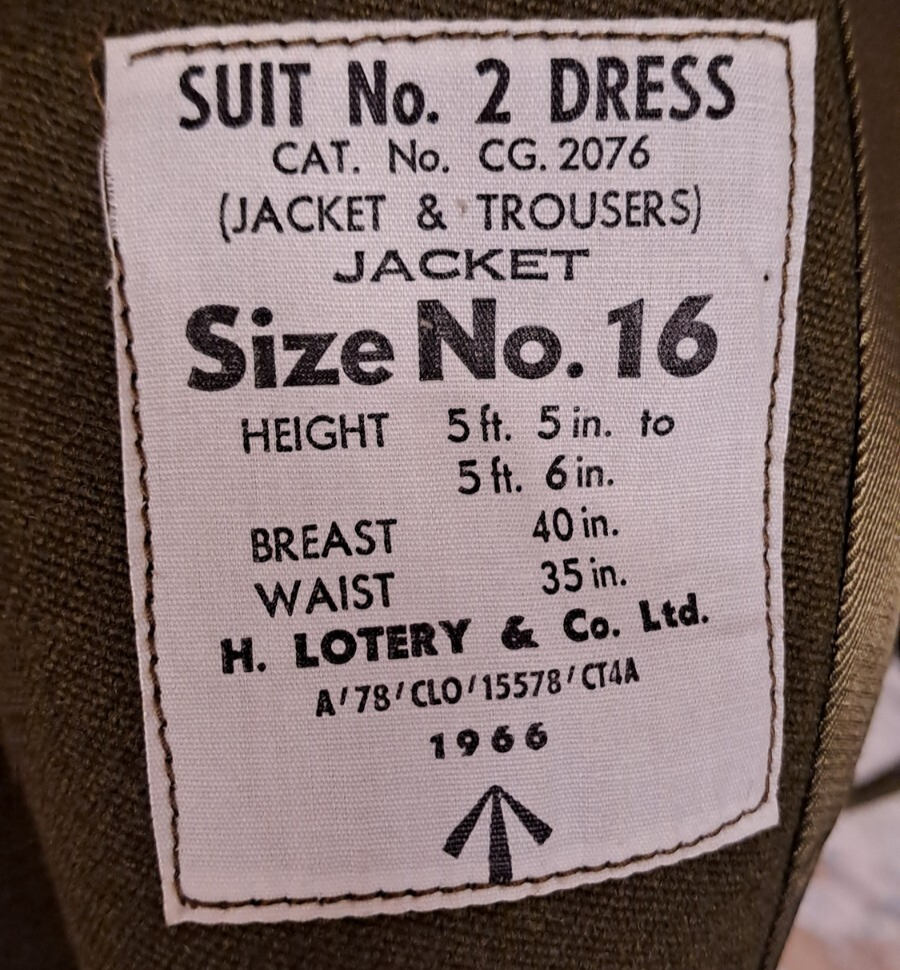 SUIT No. 2 DRESS
CAT. No. CG. 2076
(JACKET & TROUSERS)
JACKET
Size No. 16
HEIGHT 5 ft. 5 in. to
5 ft. 6 in.
BREAST 40 in.
WAIST 35 in.
H. LOTERY & Co. Ltd.
A/78/CLO/15578/CT4A
1966